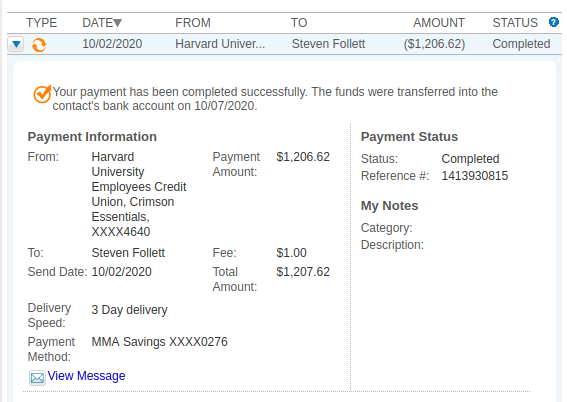 TYPE DATE▼ FROM TO AMOUNT STATUS ?
10/02/2020 Harvard Univer... Steven Follett ($1,206.62) Completed
Your payment has been completed successfully. The funds were transferred into the
contact's bank account on 10/07/2020.
Payment Information
From: Harvard
University
Employees Credit
Union, Crimson
Essentials,
XXXX4640
Payment
Amount: $1,206.62
To: Steven Follett
Fee: $1.00
Send Date: 10/02/2020
Total
Amount: $1,207.62
Delivery
Speed: 3 Day delivery
Payment
Method: MMA Savings XXXX0276
View Message
Payment Status
Status: Completed
Reference #: 1413930815
My Notes
Category:
Description: